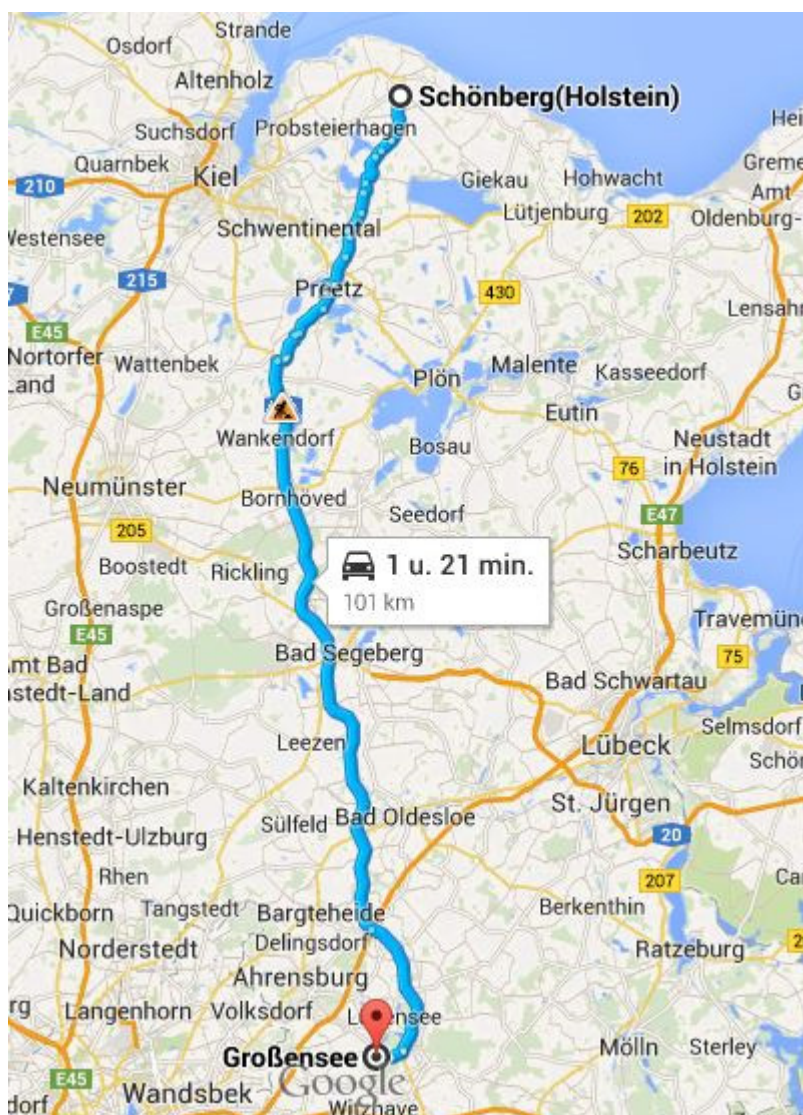 Strande
Osdorf
Altenholz
Schönberg(Holstein)
Suchsdorf
Probsteierhagen
Quarnbek
Kiel
210
Giekau
Hohwacht
Amt
Lütjenburg
202
Oldenburg-
Schwentinental
215
Preetz
430
E45
Nortorfer
Land
Wattenbek
Plön
Malente
Kasseedorf
Eutin
Wankendorf
Bosau
Neustadt
in Holstein
76
Neumünster
Bornhöved
Seedorf
E47
205
Scharbeutz
Boostedt
Rickling
1 u. 21 min.
101 km
Großenaspe
E45
Bad Segeberg
75
Bad Schwartau
Leezen
Lübeck
Selmsdorf
Kaltenkirchen
Sülfeld
Bad Oldesloe
St. Jürgen
20
Henstedt-Ulzburg
Rhen
207
Quickborn
Tangstedt
Bargteheide
Berkenthin
Delingsdorf
Norderstedt
Ratzeburg
Ahrensburg
Langenhorn
Volksdorf
Großensee
Mölln
Sterley
E45
Wandsbek
Google
Witzhave